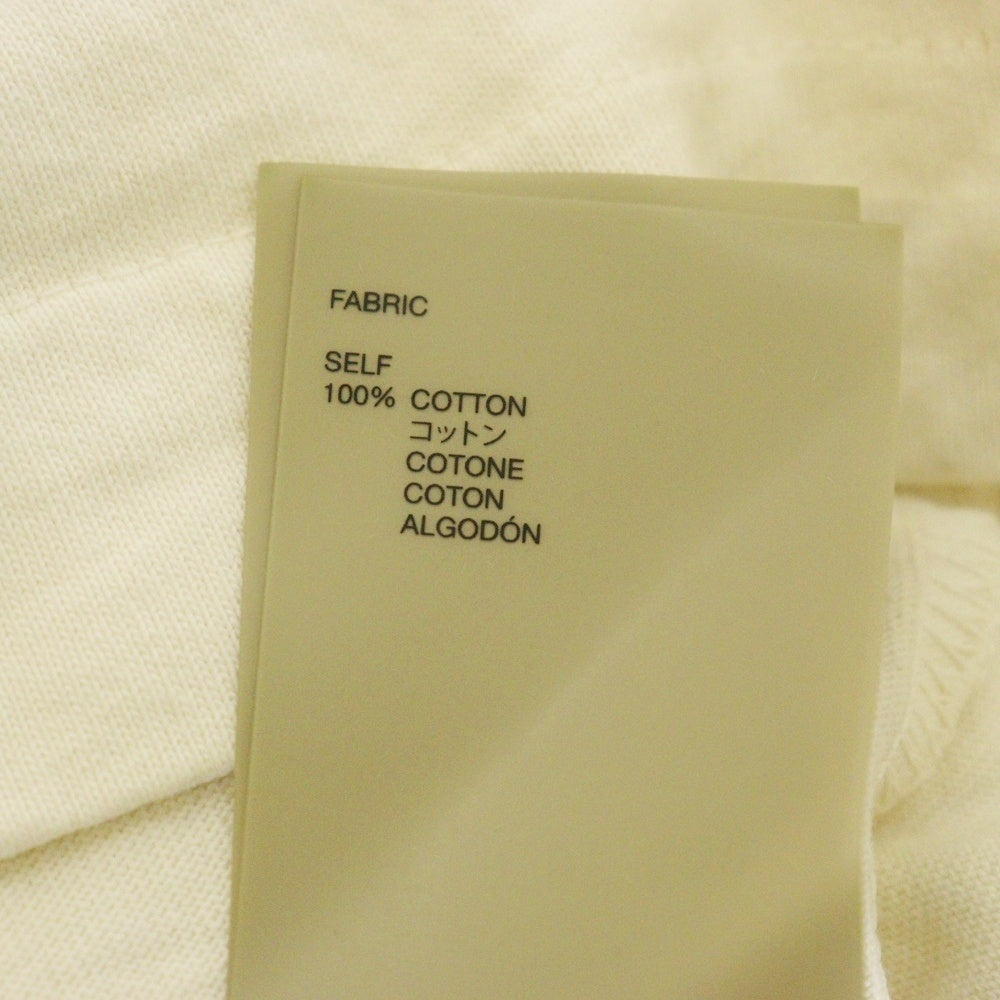 FABRIC
SELF
100% COTTON
コットン
COTONE
COTON
ALGODÓN